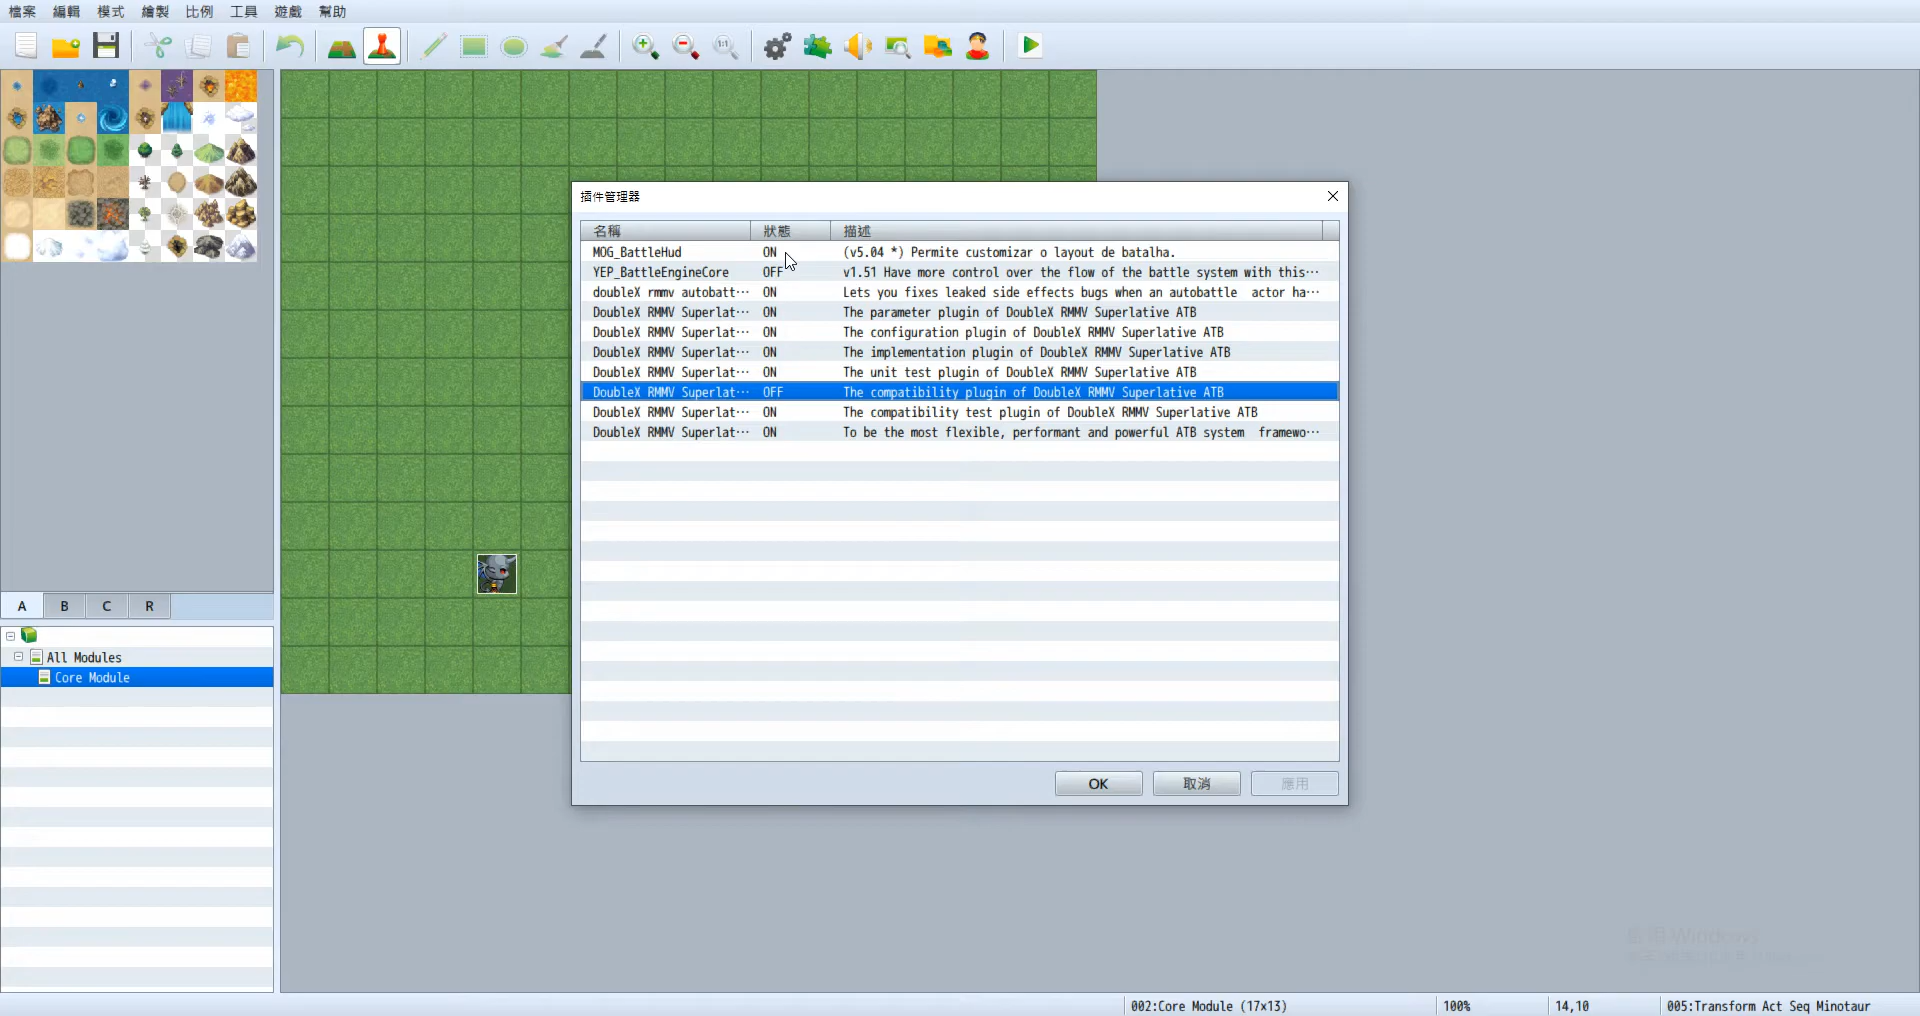 檔案 編輯 模式 繪製 比例 工具 遊戲 幫助
1:1
插件管理器
名稱 狀態 描述
MOG_BattleHud ON (v5.04 *) Permite customizar o layout de batalha.
YEP_BattleEngineCore OFF v1.51 Have more control over the flow of the battle system with this···
doubleX rmmv autobatt··· ON Lets you fixes leaked side effects bugs when an autobattle actor ha···
DoubleX RMMV Superlat··· ON The parameter plugin of DoubleX RMMV Superlative ATB
DoubleX RMMV Superlat··· ON The configuration plugin of DoubleX RMMV Superlative ATB
DoubleX RMMV Superlat··· ON The implementation plugin of DoubleX RMMV Superlative ATB
DoubleX RMMV Superlat··· ON The unit test plugin of DoubleX RMMV Superlative ATB
DoubleX RMMV Superlat··· OFF The compatibility plugin of DoubleX RMMV Superlative ATB
DoubleX RMMV Superlat··· ON The compatibility test plugin of DoubleX RMMV Superlative ATB
DoubleX RMMV Superlat··· ON To be the most flexible, performant and powerful ATB system framewo···
OK 取消 應用
A B C R
All Modules
Core Module
Windows
002:Core Module (17x13) 100% 14,10 005:Transform Act Seq Minotaur